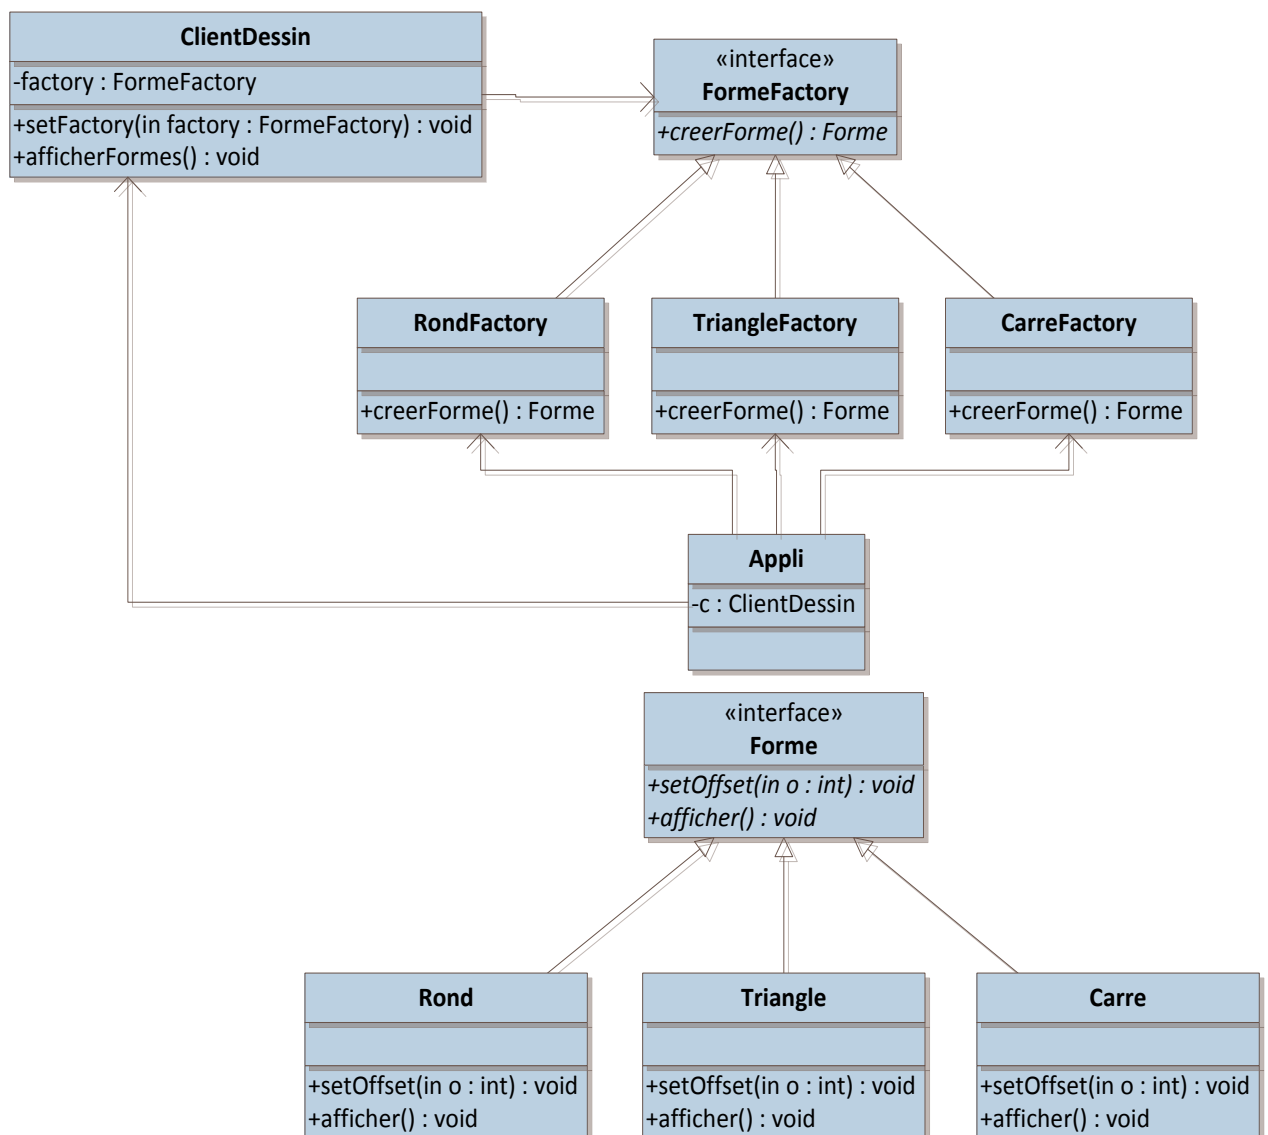 ClientDessin
-factory : FormeFactory
+setFactory(in factory : FormeFactory) : void
+afficherFormes() : void
«interface»
FormeFactory
+creerForme() : Forme
RondFactory
+creerForme() : Forme
TriangleFactory
+creerForme() : Forme
CarreFactory
+creerForme() : Forme
Appli
-c : ClientDessin
«interface»
Forme
+setOffset(in o : int) : void
+afficher() : void
Rond
+setOffset(in o : int) : void
+afficher() : void
Triangle
+setOffset(in o : int) : void
+afficher() : void
Carre
+setOffset(in o : int) : void
+afficher() : void